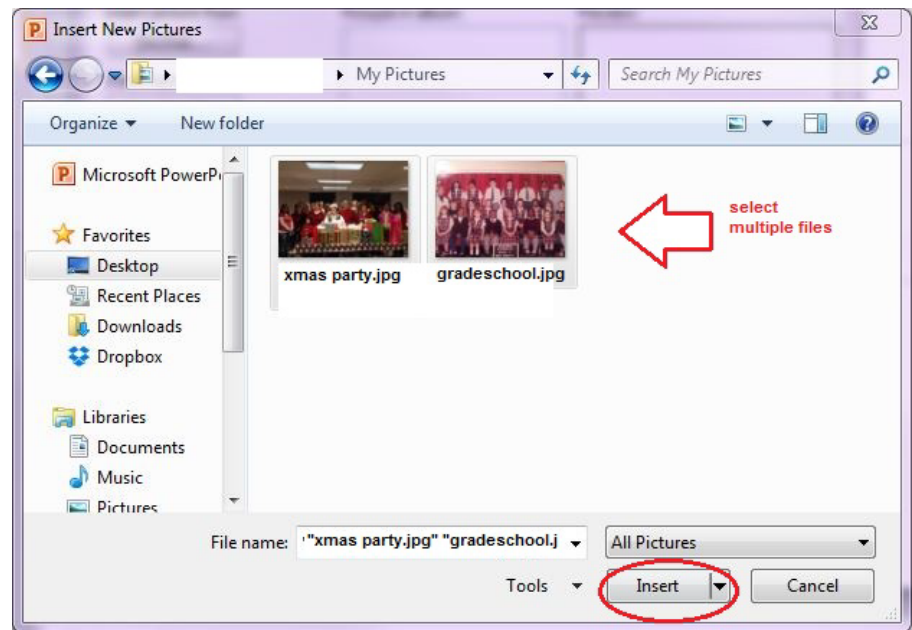 Insert New Pictures
My Pictures
Search My Pictures
Organize
New folder
Microsoft PowerP
Favorites
Desktop
Recent Places
Downloads
Dropbox
Libraries
Documents
Music
Pictures
xmas party.jpg
gradeschool.jpg
select
multiple files
File name:
"xmas party.jpg" "gradeschool.j
All Pictures
Tools
Insert
Cancel